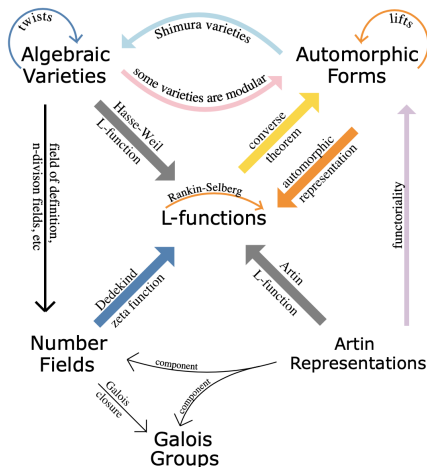 twists
Algebraic
Varieties
Shimura varieties
some varieties are modular
lifts
Automorphic
Forms
Hasse-Weil
L-function
converse
theorem
automorphic
representation
field of definition,
n-divison fields, etc
Rankin-Selberg
L-functions
functoriality
Dedekind
zeta function
Artin
L-function
Number
Fields
Artin
Representations
component
component
Galois
closure
Galois
Groups